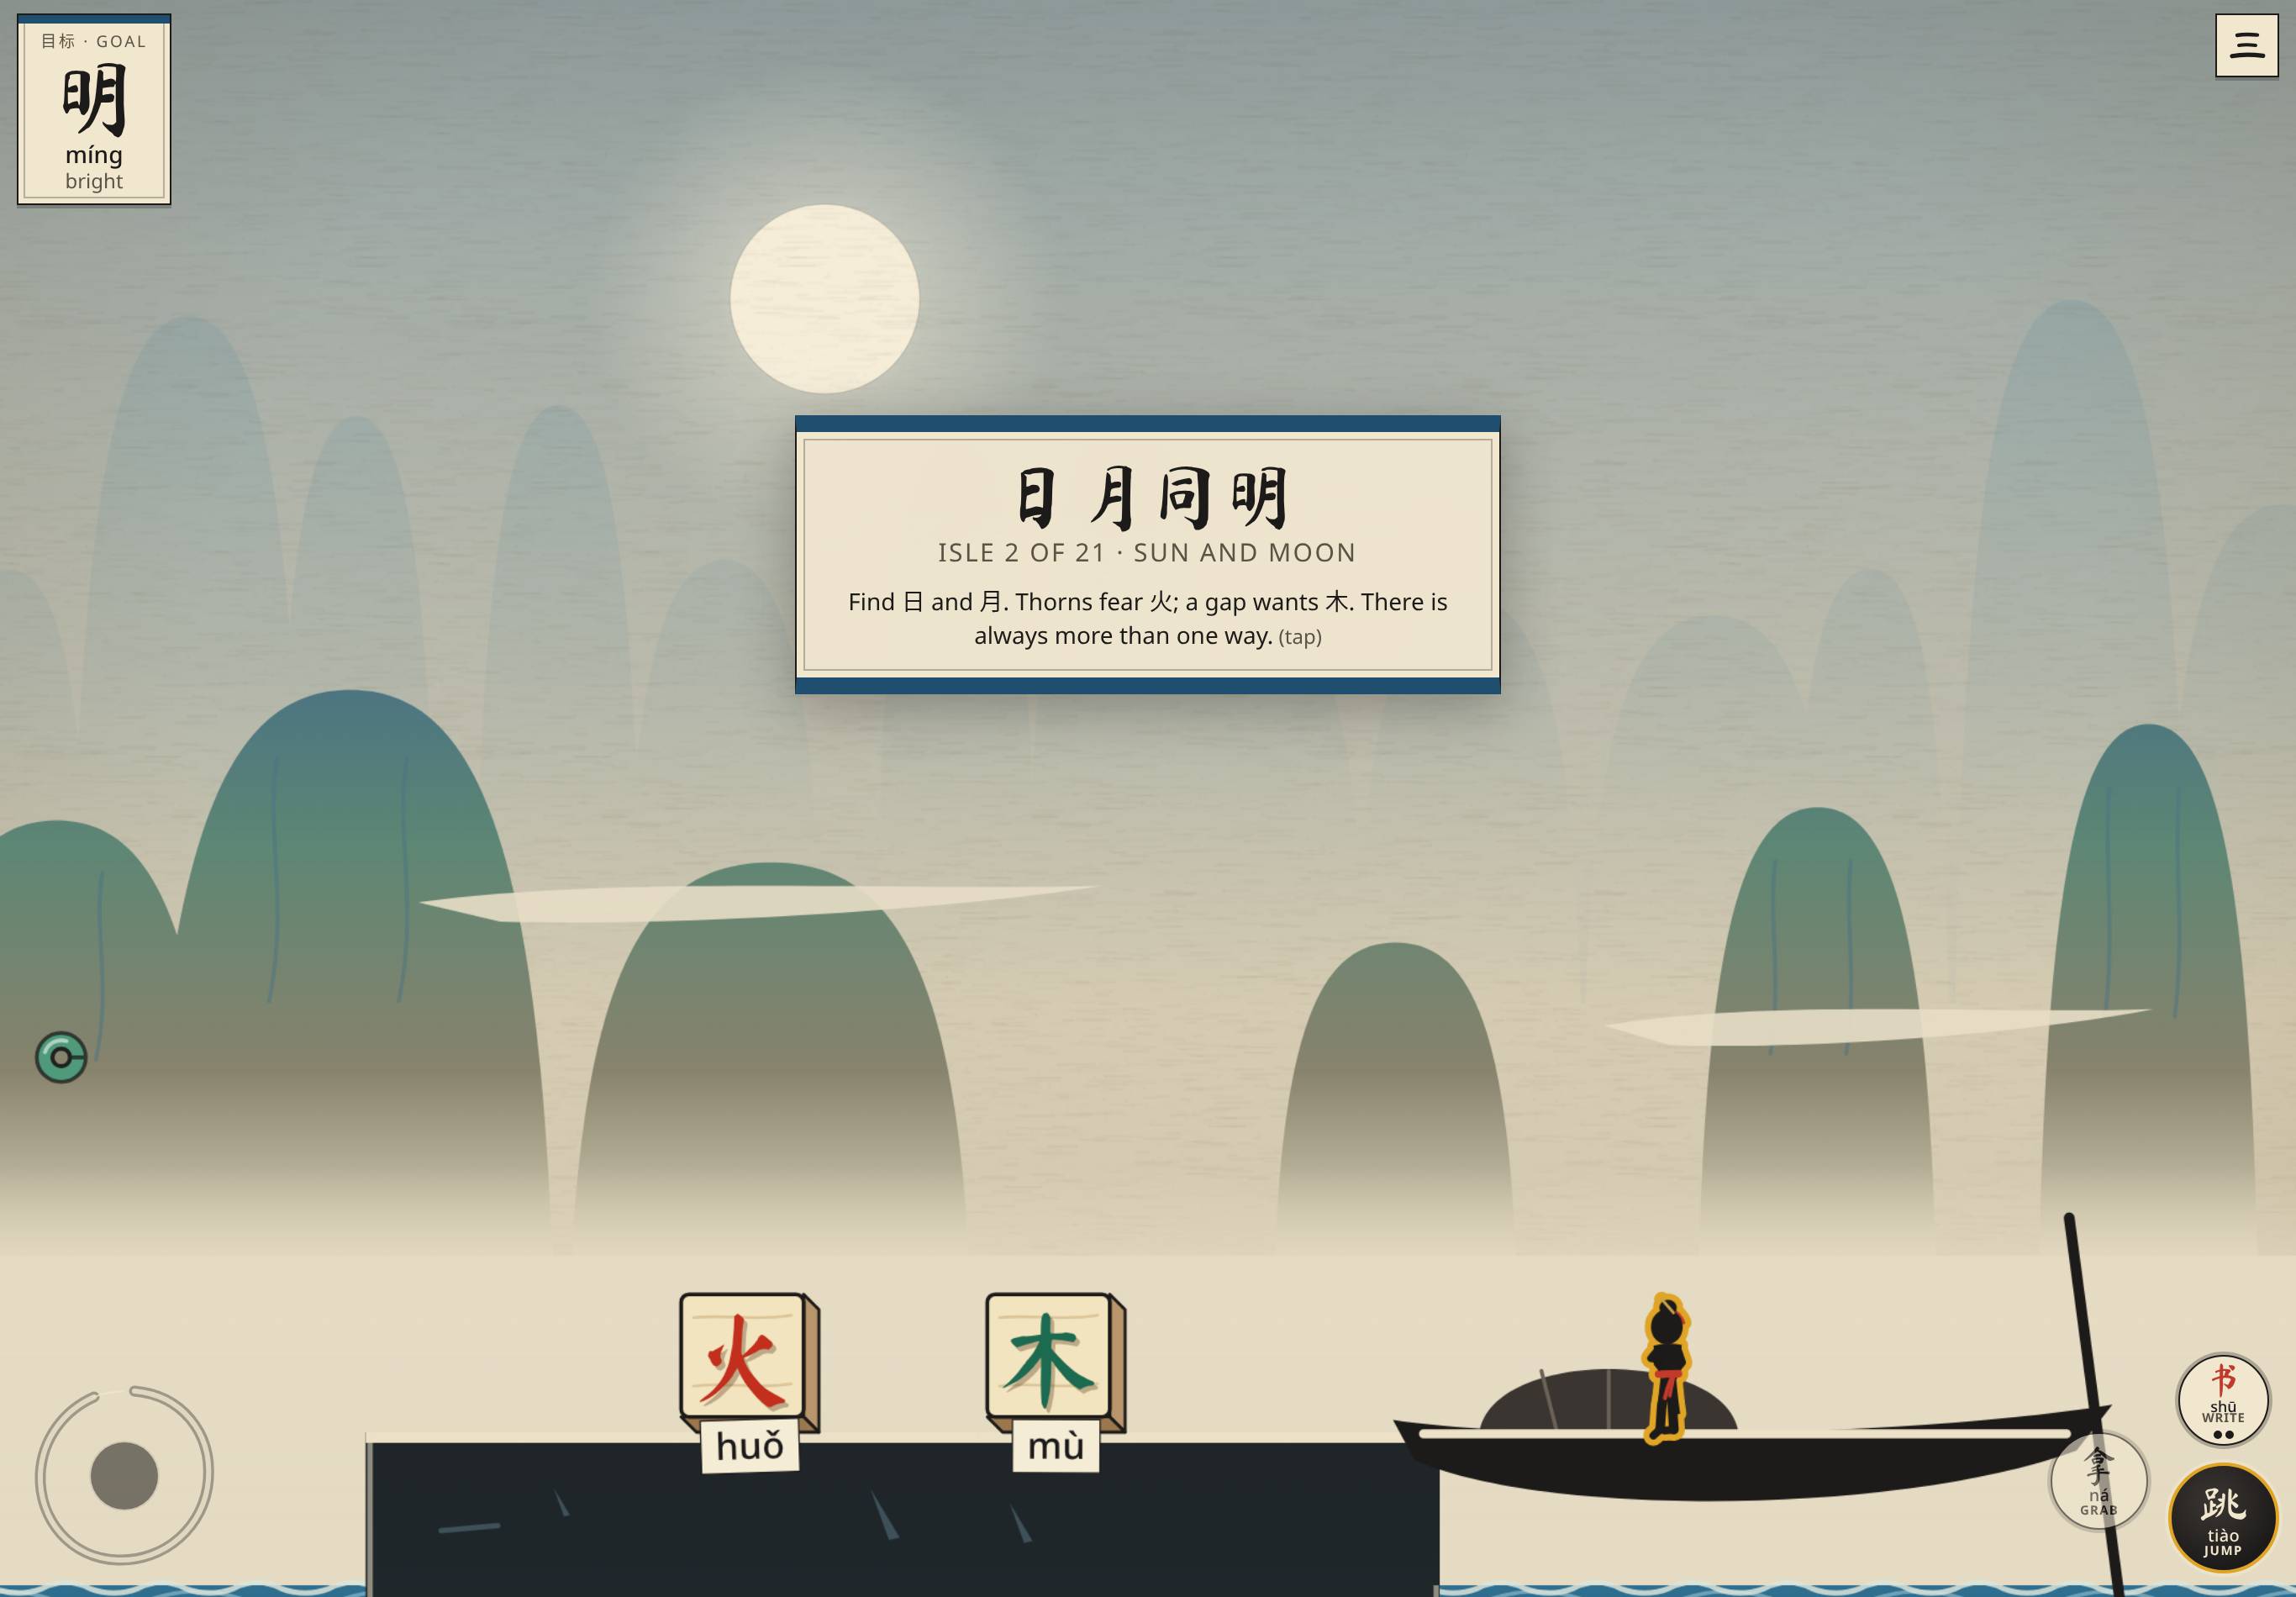 目标 · GOAL
明
míng
bright
三
日月同明
ISLE 2 OF 21 · SUN AND MOON
Find 日 and 月. Thorns fear 火; a gap wants 木. There is
always more than one way. (tap)
火
huǒ
木
mù
书
shū
WRITE
拿
ná
GRAB
跳
tiào
JUMP